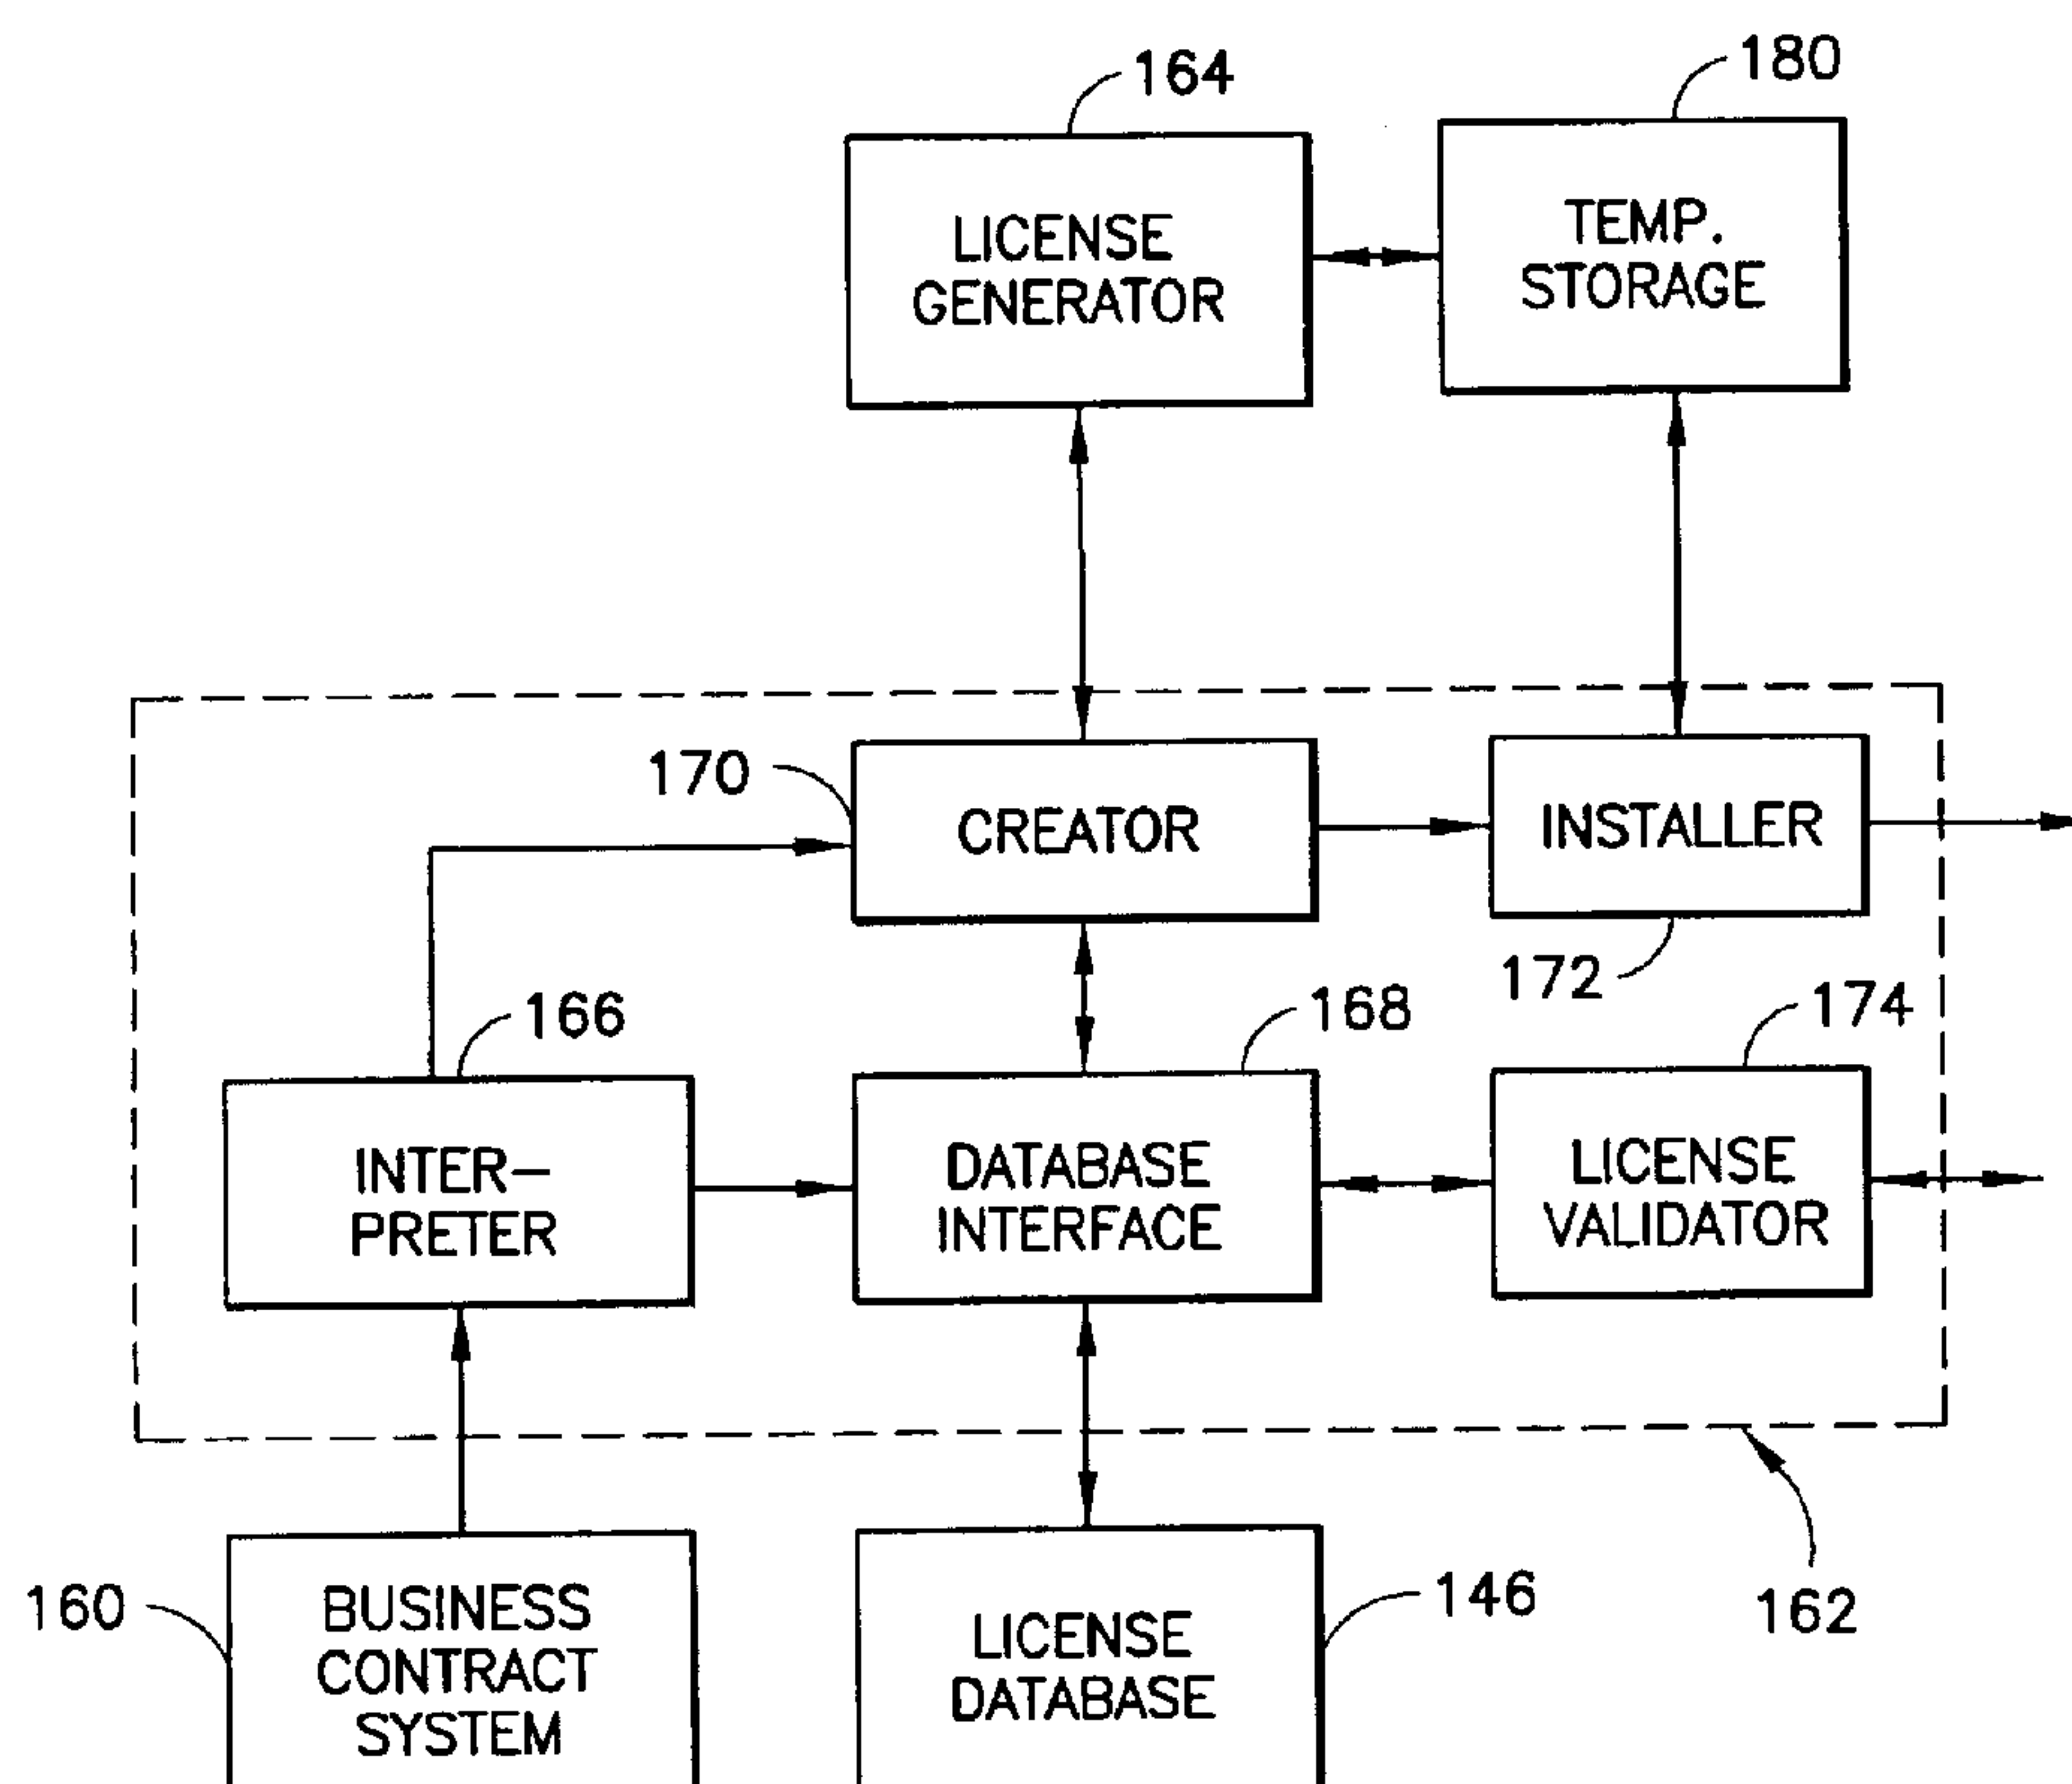 164
180
LICENSE
GENERATOR
TEMP.
STORAGE
170
CREATOR
INSTALLER
172
166
168
174
INTER-
PRETER
DATABASE
INTERFACE
LICENSE
VALIDATOR
160
BUSINESS
CONTRACT
SYSTEM
LICENSE
DATABASE
146
162